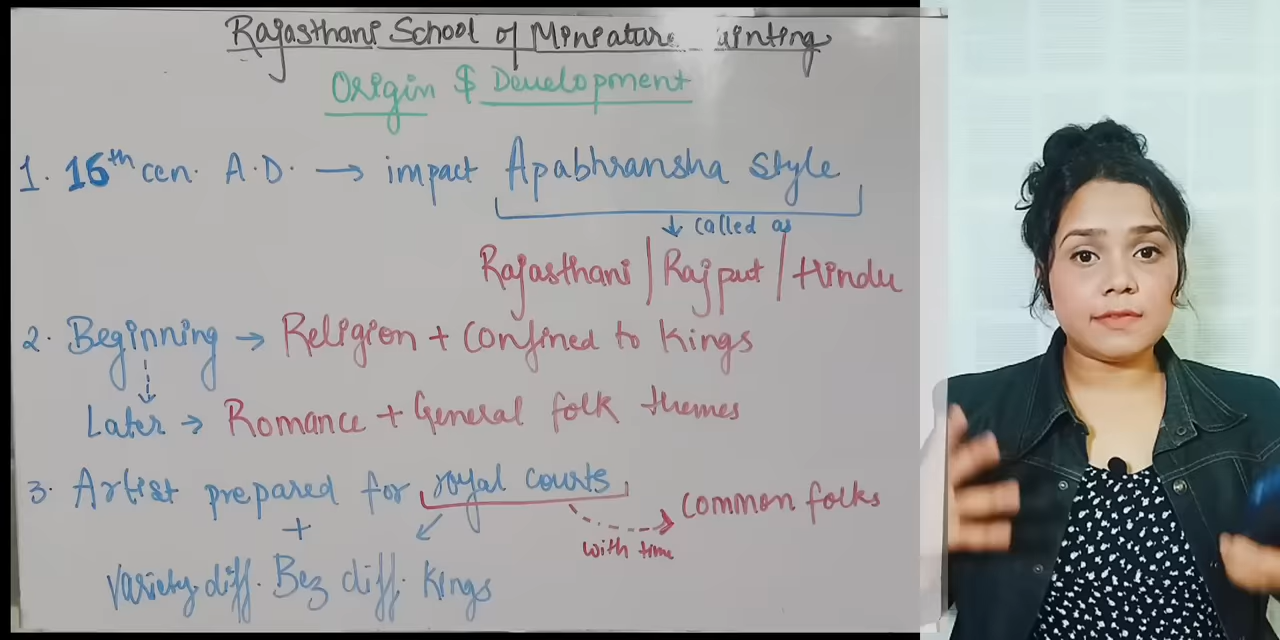 Rajasthani School of Miniature ainting
Origin & Development
1. 16th cen. A.D. → impact Apabhransha style
↓ called as
Rajasthani / Rajput / Hindu
2. Beginning → Religion + Confined to Kings
Later → Romance + General folk themes
3. Artist prepared for royal courts
common folks
with time
+
Variety diff. Bez diff. Kings